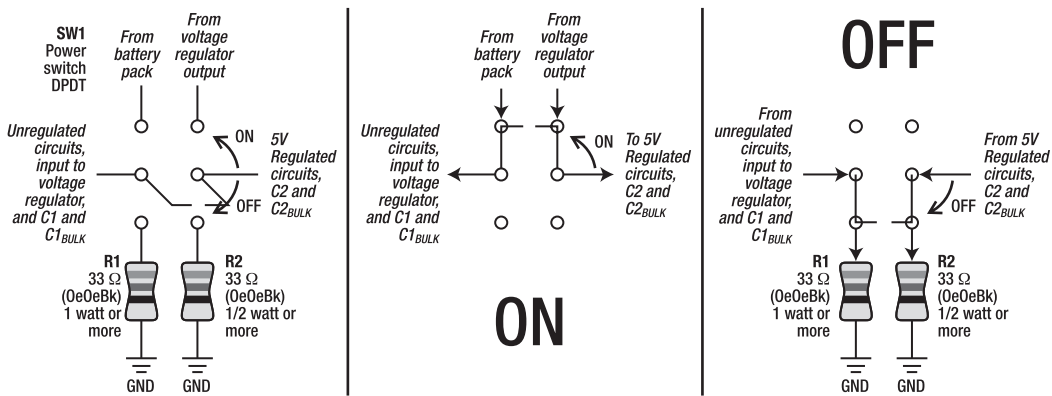 SW1
Power
switch
DPDT
From
battery
pack
From
voltage
regulator
output
Unregulated
circuits,
input to
voltage
regulator,
and C1 and
C1BULK
ON
OFF
5V
Regulated
circuits,
C2 and
C2BULK
R1
33 Ω
(OeOeBk)
1 watt or
more
R2
33 Ω
(OeOeBk)
1/2 watt or
more
GND
GND
From
battery
pack
From
voltage
regulator
output
Unregulated
circuits,
input to
voltage
regulator,
and C1 and
C1BULK
ON
To 5V
Regulated
circuits,
C2 and
C2BULK
ON
OFF
From
unregulated
circuits,
input to
voltage
regulator,
and C1 and
C1BULK
From 5V
Regulated
circuits,
C2 and
C2BULK
OFF
R1
33 Ω
(OeOeBk)
1 watt or
more
R2
33 Ω
(OeOeBk)
1/2 watt or
more
GND
GND